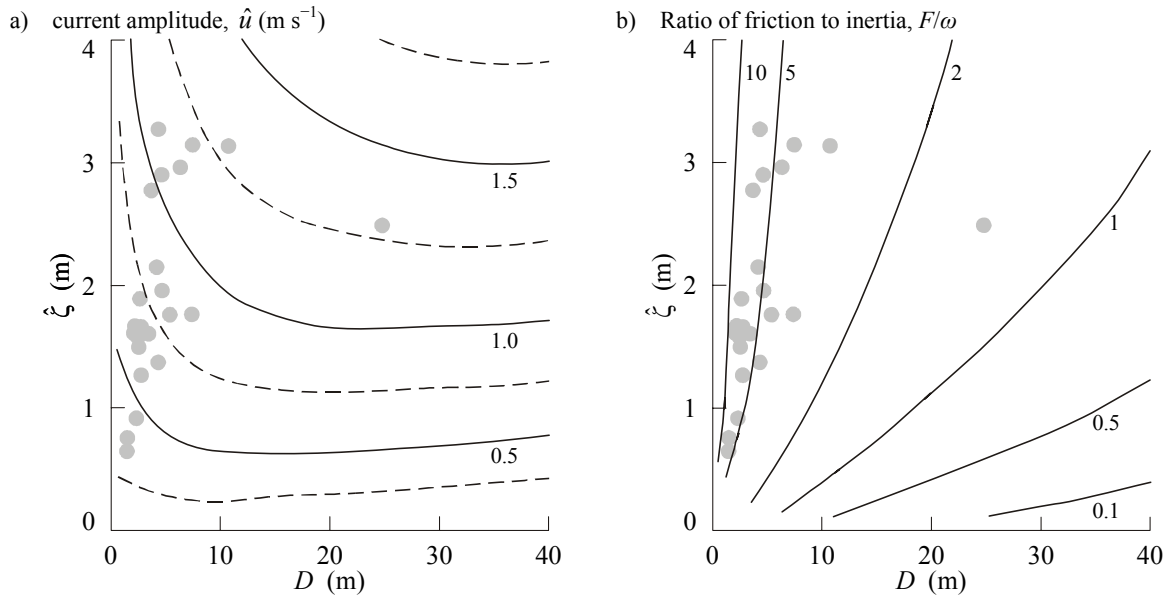 a) current amplitude, û (m s⁻¹)
4
3
2
1
0
ζ̂ (m)
1.5
1.0
0.5
0 10 20 30 40
D (m)
b) Ratio of friction to inertia, F/ω
4
3
2
1
0
ζ̂ (m)
10 5 2
1
0.5
0.1
0 10 20 30 40
D (m)